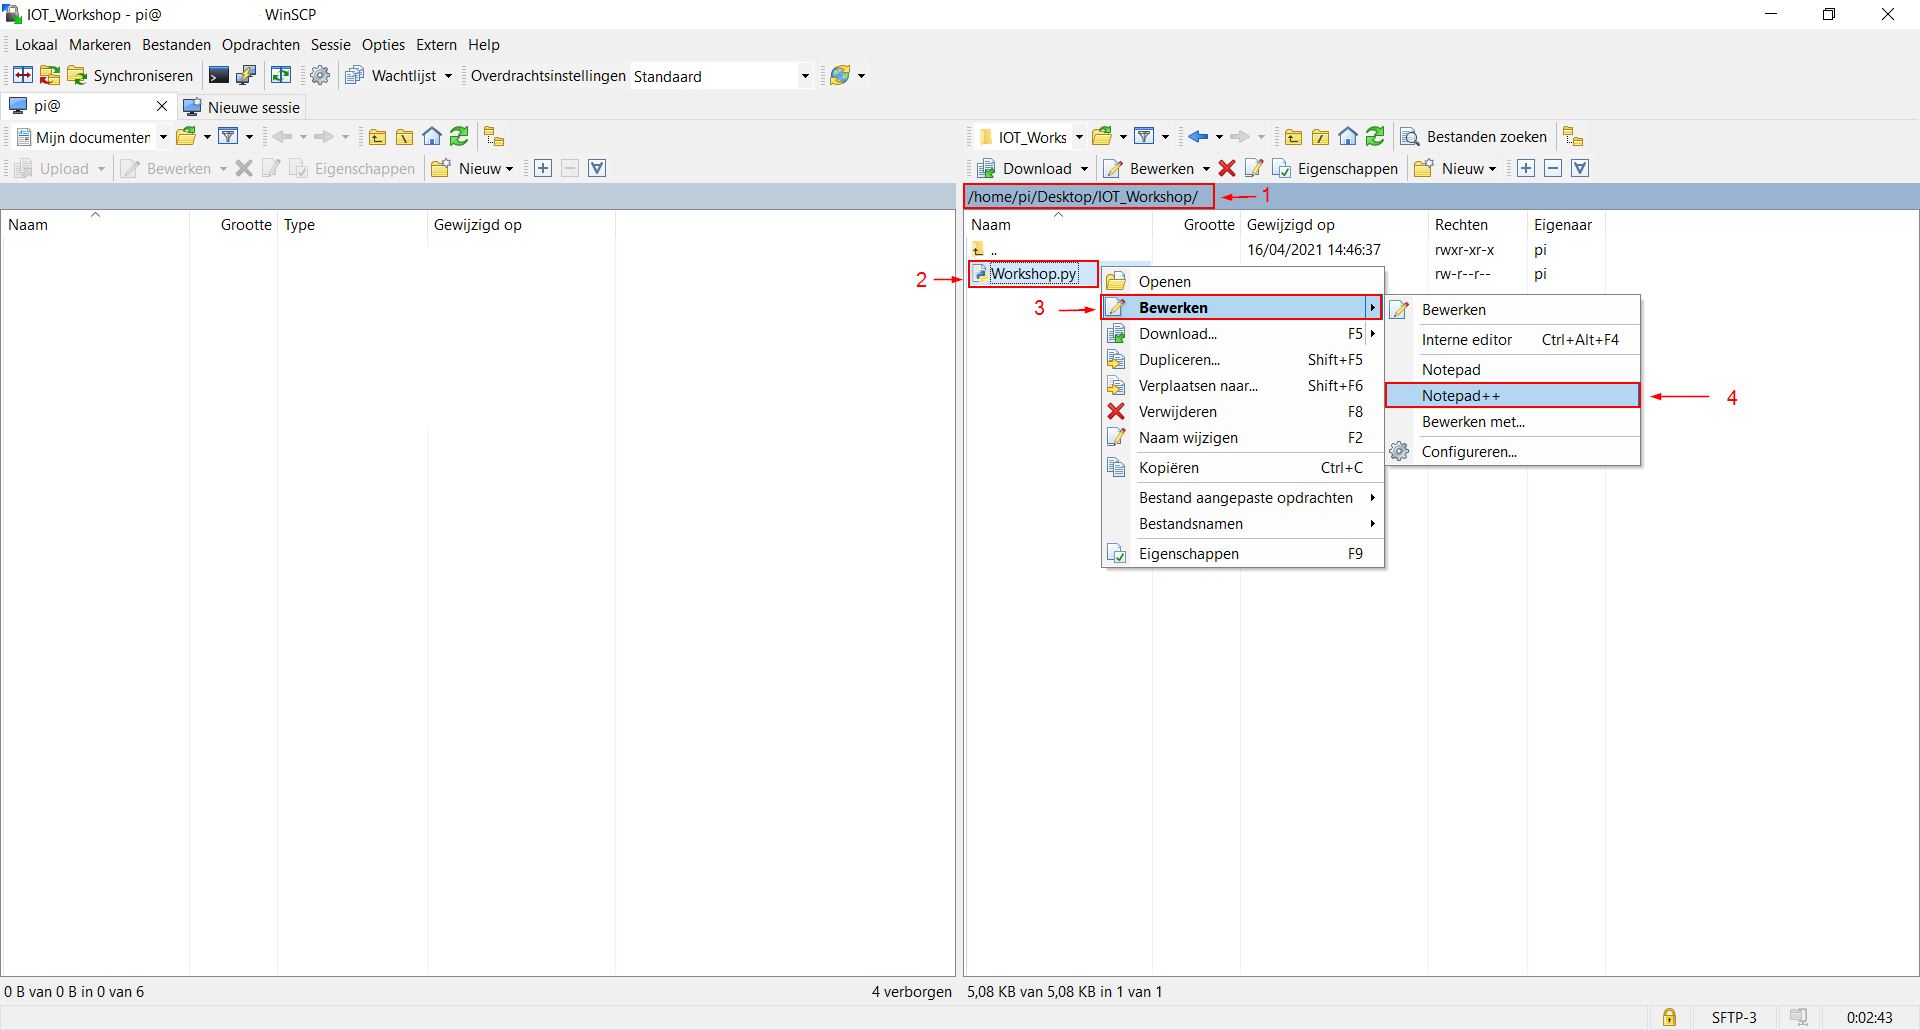 IOT_Workshop - pi@ - WinSCP
Lokaal Markeren Bestanden Opdrachten Sessie Opties Extern Help
Synchroniseren Wachtlijst Overdrachtsinstellingen Standaard
pi@ Nieuwe sessie
Mijn documenten
Upload Bewerken Eigenschappen Nieuw
Naam Grootte Type Gewijzigd op
IOT_Works Bestanden zoeken
Download Bewerken Eigenschappen Nieuw
/home/pi/Desktop/IOT_Workshop/ 1
Naam Grootte Gewijzigd op Rechten Eigenaar
.. 16/04/2021 14:46:37 rwxr-xr-x pi
2 Workshop.py rw-r--r-- pi
Openen
3 Bewerken
Download... F5
Dupliceren... Shift+F5
Verplaatsen naar... Shift+F6
Verwijderen F8
Naam wijzigen F2
Kopiëren Ctrl+C
Bestand aangepaste opdrachten
Bestandsnamen
Eigenschappen F9
Bewerken
Interne editor Ctrl+Alt+F4
Notepad
Notepad++ 4
Bewerken met...
Configureren...
0 B van 0 B in 0 van 6 4 verborgen
5,08 KB van 5,08 KB in 1 van 1
SFTP-3 0:02:43